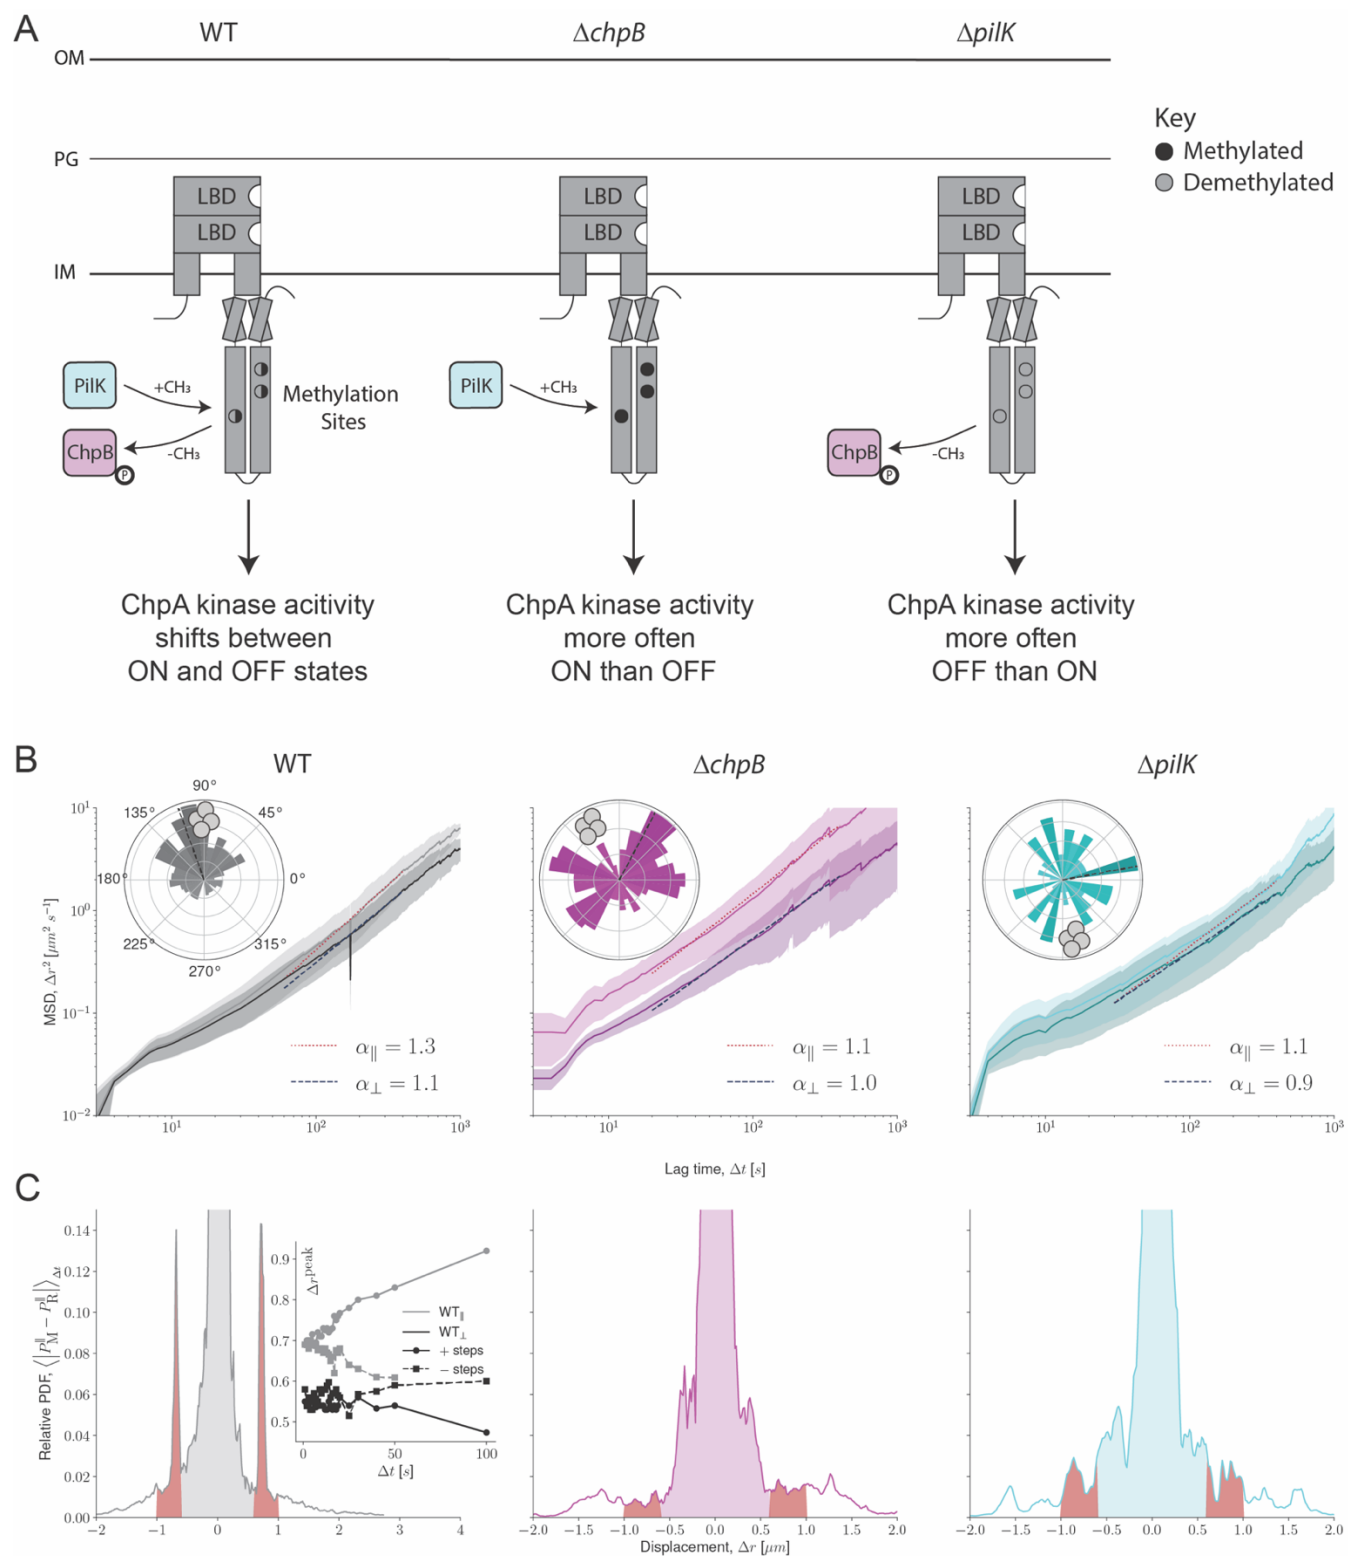 A
WT
ΔchpB
ΔpilK
OM
PG
IM
Key
Methylated
Demethylated
LBD
LBD
LBD
LBD
LBD
LBD
PilK
+CH₃
ChpB
-CH₃
P
Methylation
Sites
PilK
+CH₃
ChpB
-CH₃
P
ChpA kinase acitivity
shifts between
ON and OFF states
ChpA kinase activity
more often
ON than OFF
ChpA kinase activity
more often
OFF than ON
B
WT
ΔchpB
ΔpilK
MSD, Δr² [μm² s⁻¹]
10¹
10⁰
10⁻¹
10⁻²
90°
135°
45°
180°
0°
225°
315°
270°
α∥ = 1.3
α⊥ = 1.1
10¹
10²
10³
α∥ = 1.1
α⊥ = 1.0
10¹
10²
10³
α∥ = 1.1
α⊥ = 0.9
10¹
10²
10³
Lag time, Δt [s]
C
Relative PDF, ⟨|P∥M − P∥R|⟩Δt
0.14
0.12
0.10
0.08
0.06
0.04
0.02
0.00
−2
−1
0
1
2
3
4
Δr^peak
0.9
0.8
0.7
0.6
0.5
WT∥
WT⊥
+ steps
− steps
0
50
100
Δt [s]
−2.0
−1.5
−1.0
−0.5
0.0
0.5
1.0
1.5
2.0
Displacement, Δr [μm]
−2.0
−1.5
−1.0
−0.5
0.0
0.5
1.0
1.5
2.0